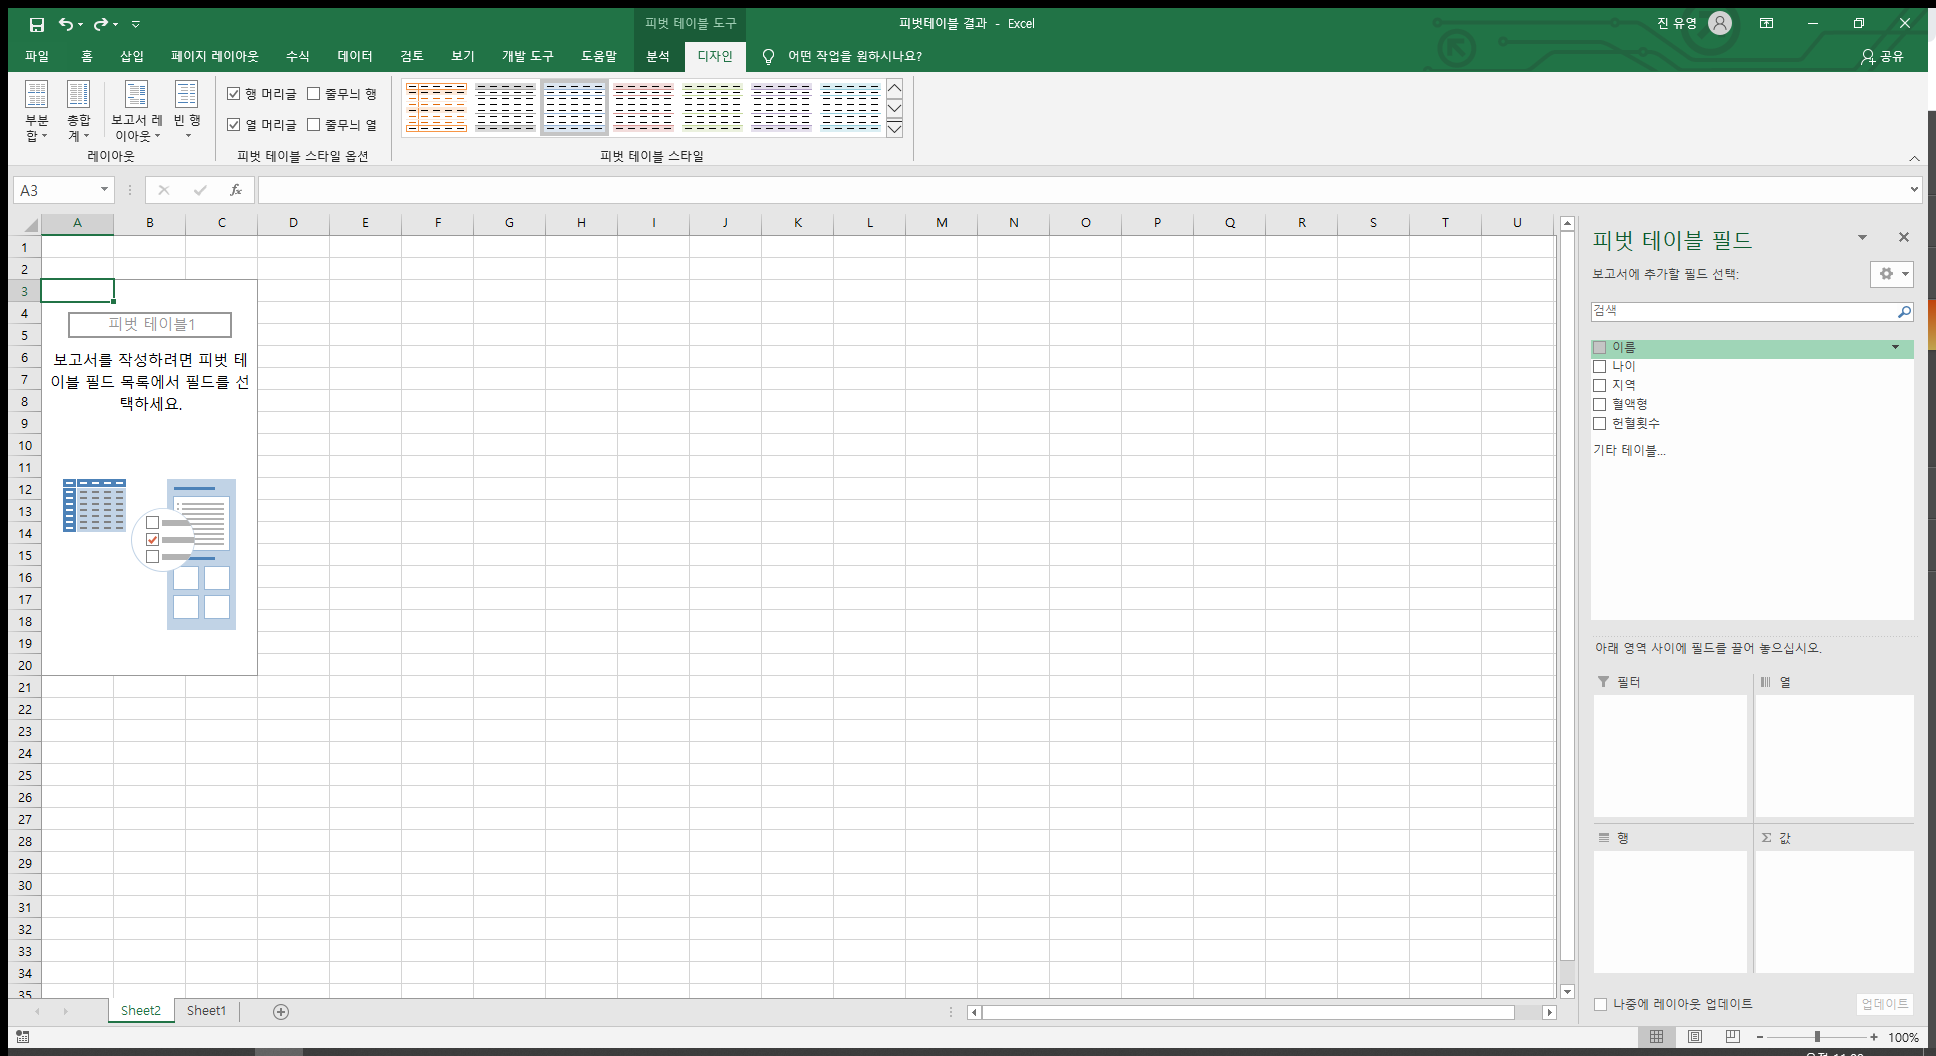 피벗 테이블 도구
피벗테이블 결과 - Excel
진 유영
파일 홈 삽입 페이지 레이아웃 수식 데이터 검토 보기 개발 도구 도움말 분석 디자인 어떤 작업을 원하시나요? 공유
부분
합
총합
계
보고서 레
이아웃
빈 행
레이아웃
행 머리글 줄무늬 행
열 머리글 줄무늬 열
피벗 테이블 스타일 옵션
피벗 테이블 스타일
A3 fx
A B C D E F G H I J K L M N O P Q R S T U
1
2
3
4
5
6
7
8
9
10
11
12
13
14
15
16
17
18
19
20
21
22
23
24
25
26
27
28
29
30
31
32
33
34
35
피벗 테이블1
보고서를 작성하려면 피벗 테
이블 필드 목록에서 필드를 선
택하세요.
피벗 테이블 필드
보고서에 추가할 필드 선택:
검색
이름
나이
지역
혈액형
헌혈횟수
기타 테이블...
아래 영역 사이에 필드를 끌어 놓으십시오.
필터 열
행 Σ 값
나중에 레이아웃 업데이트 업데이트
Sheet2 Sheet1
100%